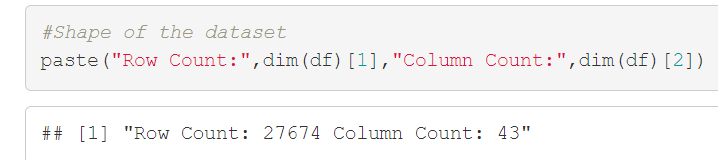 #Shape of the dataset
paste("Row Count:",dim(df)[1],"Column Count:",dim(df)[2])
## [1] "Row Count: 27674 Column Count: 43"